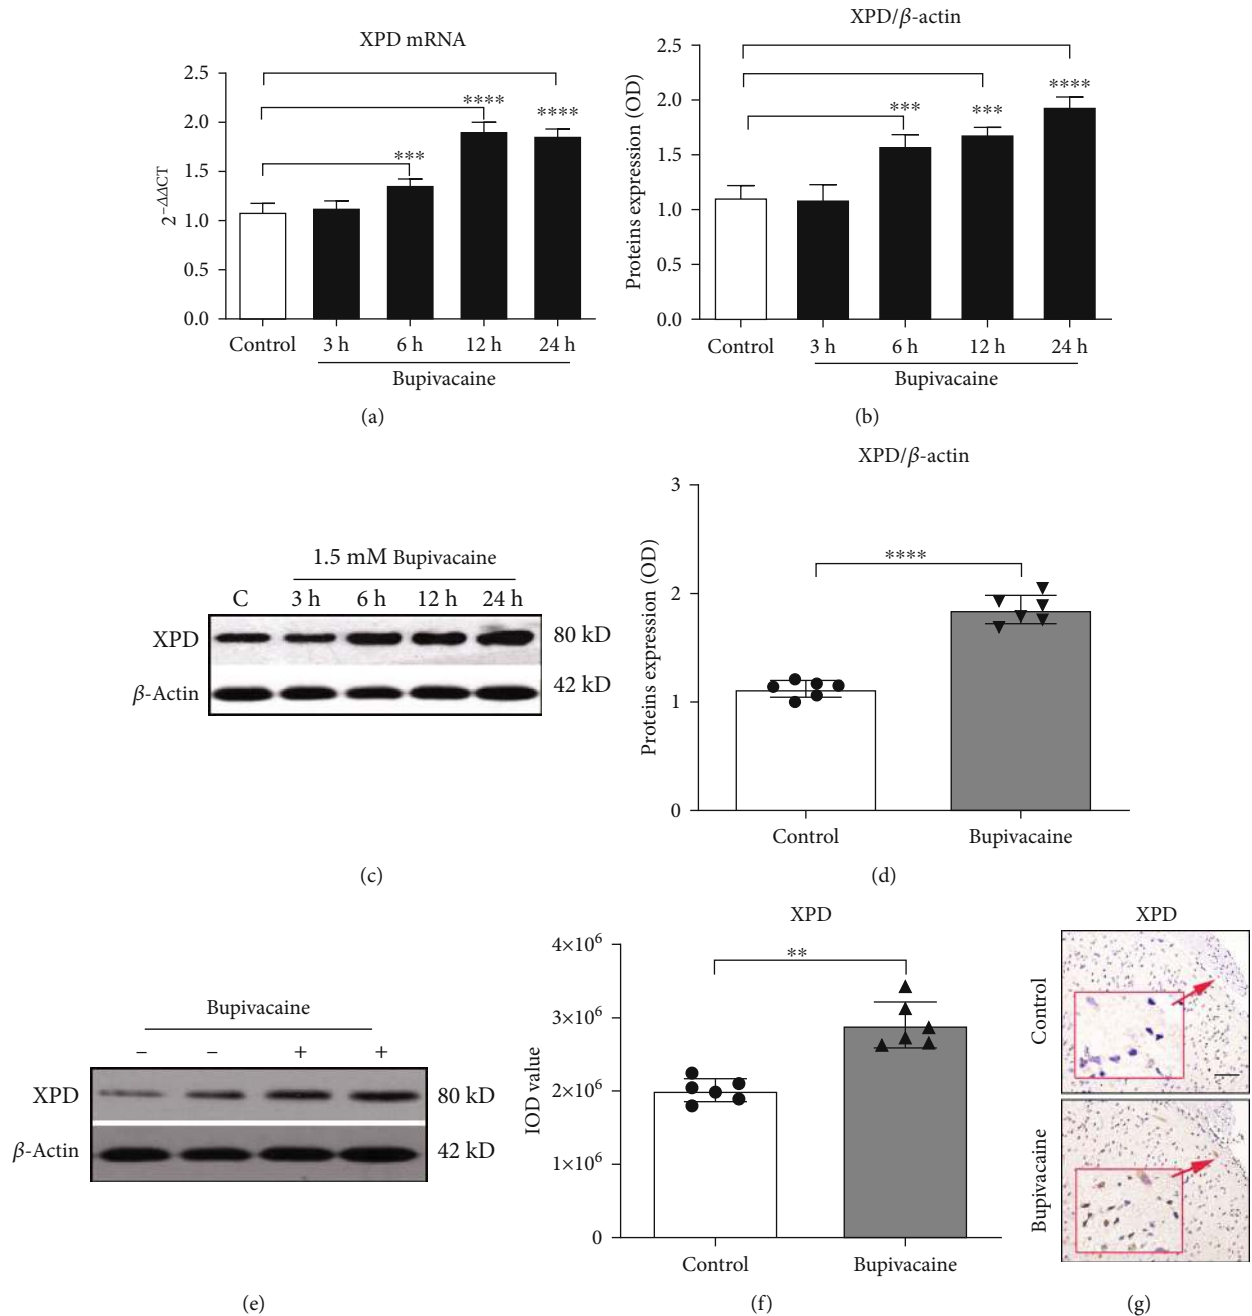 XPD mRNA
2.5
2.0
1.5
1.0
0.5
0.0
2−ΔΔCT
****
****
***
Control
3 h
6 h
12 h
24 h
Bupivacaine
(a)
XPD/β-actin
2.5
2.0
1.5
1.0
0.5
0.0
Proteins expression (OD)
****
***
***
Control
3 h
6 h
12 h
24 h
Bupivacaine
(b)
1.5 mM Bupivacaine
C 3 h 6 h 12 h 24 h
XPD 80 kD
β-Actin 42 kD
(c)
XPD/β-actin
3
2
1
0
Proteins expression (OD)
****
Control Bupivacaine
(d)
Bupivacaine
− − + +
XPD 80 kD
β-Actin 42 kD
(e)
XPD
4×10⁶
3×10⁶
2×10⁶
1×10⁶
0
IOD value
**
Control Bupivacaine
(f)
XPD
Control
Bupivacaine
(g)